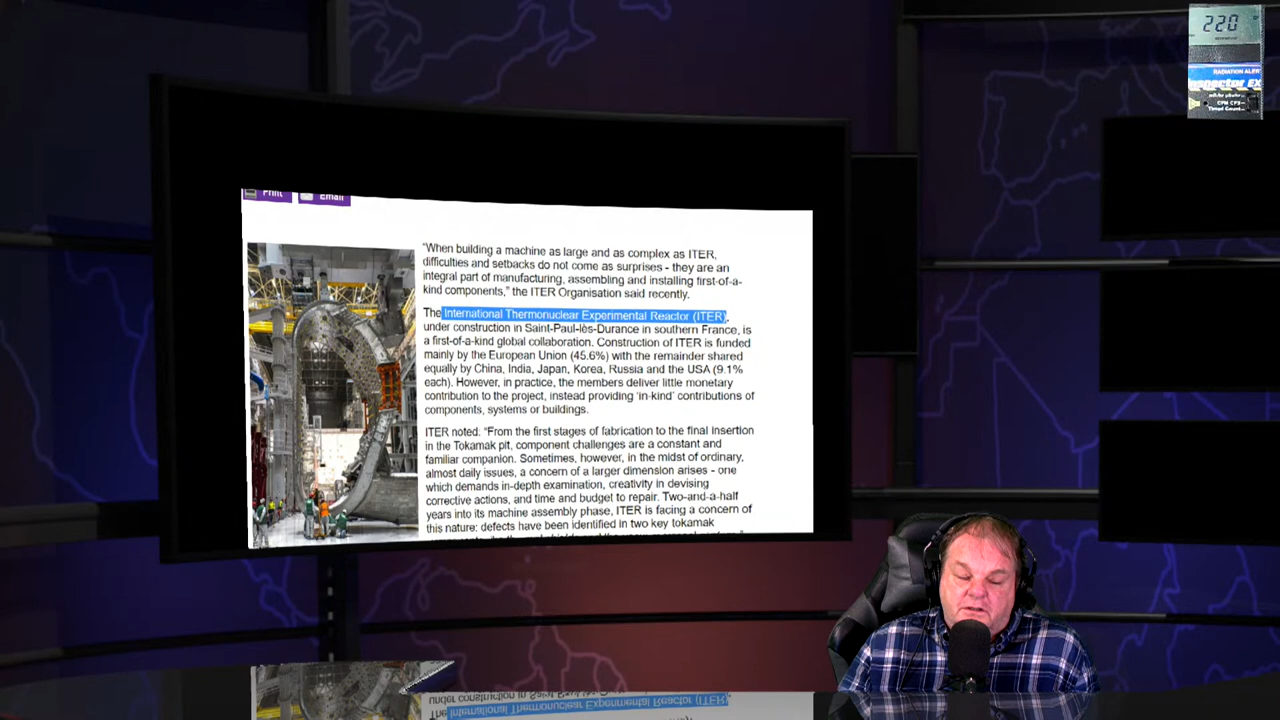 220
RADIATION ALERT
Inspector EX
CPM CPS
Timed Count
Print
Email
"When building a machine as large and as complex as ITER,
difficulties and setbacks do not come as surprises - they are an
integral part of manufacturing, assembling and installing first-of-a-
kind components," the ITER Organisation said recently.
The International Thermonuclear Experimental Reactor (ITER),
under construction in Saint-Paul-lès-Durance in southern France, is
a first-of-a-kind global collaboration. Construction of ITER is funded
mainly by the European Union (45.6%) with the remainder shared
equally by China, India, Japan, Korea, Russia and the USA (9.1%
each). However, in practice, the members deliver little monetary
contribution to the project, instead providing 'in-kind' contributions of
components, systems or buildings.
ITER noted: "From the first stages of fabrication to the final insertion
in the Tokamak pit, component challenges are a constant and
familiar companion. Sometimes, however, in the midst of ordinary,
almost daily issues, a concern of a larger dimension arises - one
which demands in-depth examination, creativity in devising
corrective actions, and time and budget to repair. Two-and-a-half
years into its machine assembly phase, ITER is facing a concern of
this nature: defects have been identified in two key tokamak